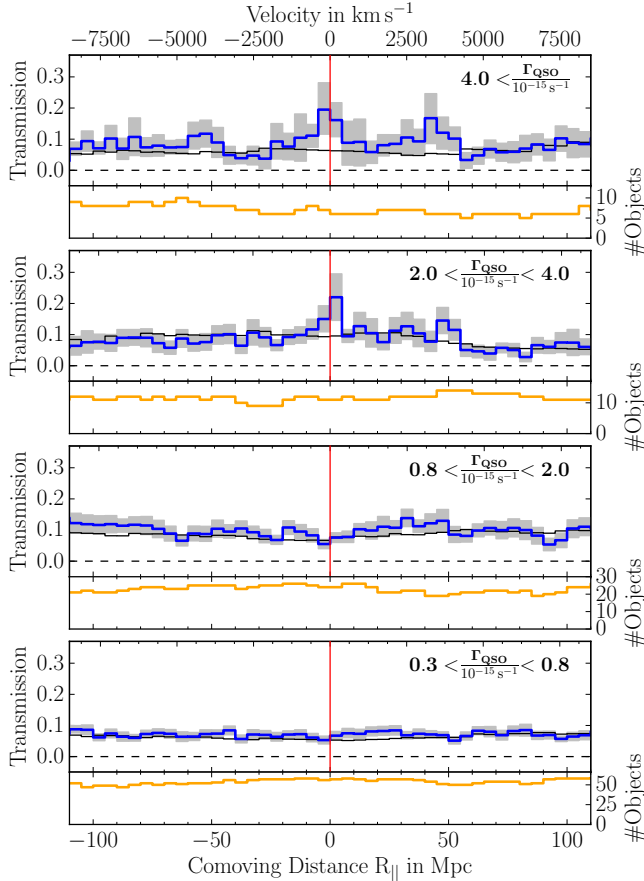 Velocity in km s⁻¹
−7500 −5000 −2500 0 2500 5000 7500
Transmission
0.3
0.2
0.1
0.0
4.0 < Γ_QSO / 10⁻¹⁵ s⁻¹
#Objects
10
5
0
Transmission
0.3
0.2
0.1
0.0
2.0 < Γ_QSO / 10⁻¹⁵ s⁻¹ < 4.0
#Objects
10
0
Transmission
0.3
0.2
0.1
0.0
0.8 < Γ_QSO / 10⁻¹⁵ s⁻¹ < 2.0
#Objects
30
20
10
0
Transmission
0.3
0.2
0.1
0.0
0.3 < Γ_QSO / 10⁻¹⁵ s⁻¹ < 0.8
#Objects
50
25
0
−100 −50 0 50 100
Comoving Distance R_|| in Mpc